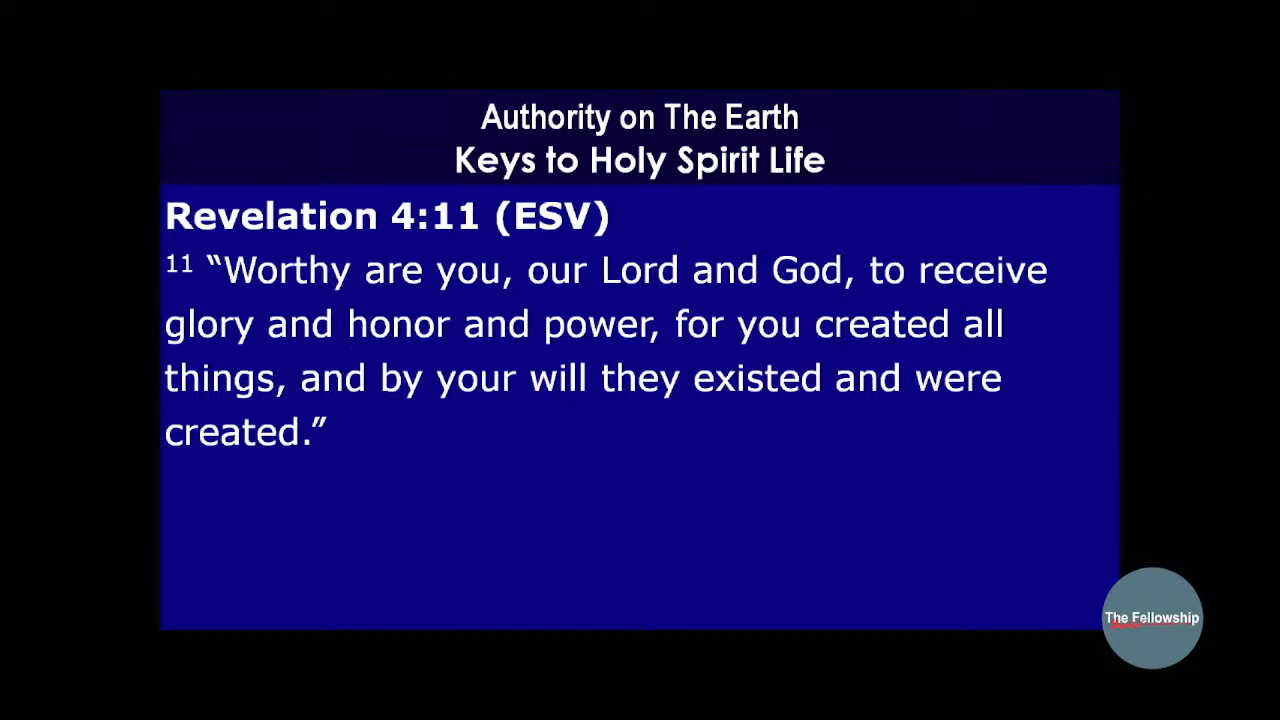 Authority on The Earth
Keys to Holy Spirit Life
Revelation 4:11 (ESV)
11 “Worthy are you, our Lord and God, to receive
glory and honor and power, for you created all
things, and by your will they existed and were
created.”
The Fellowship